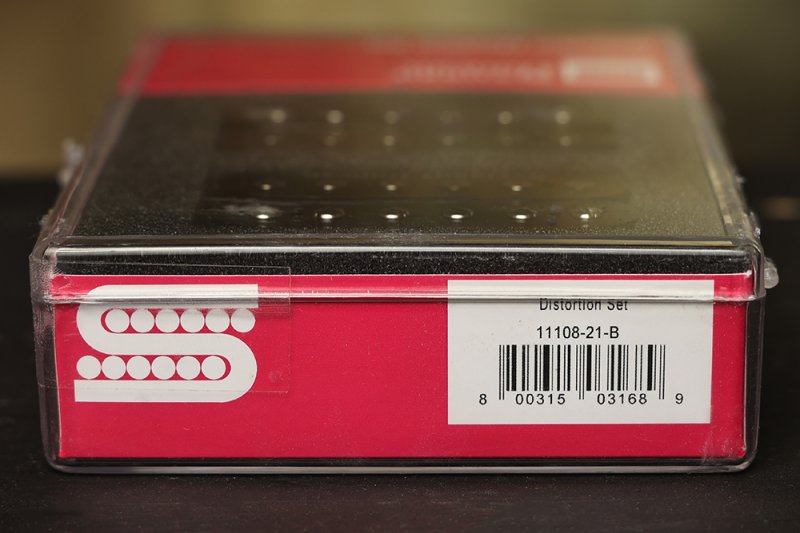 Distortion Set
11108-21-B
8 00315 03168 9